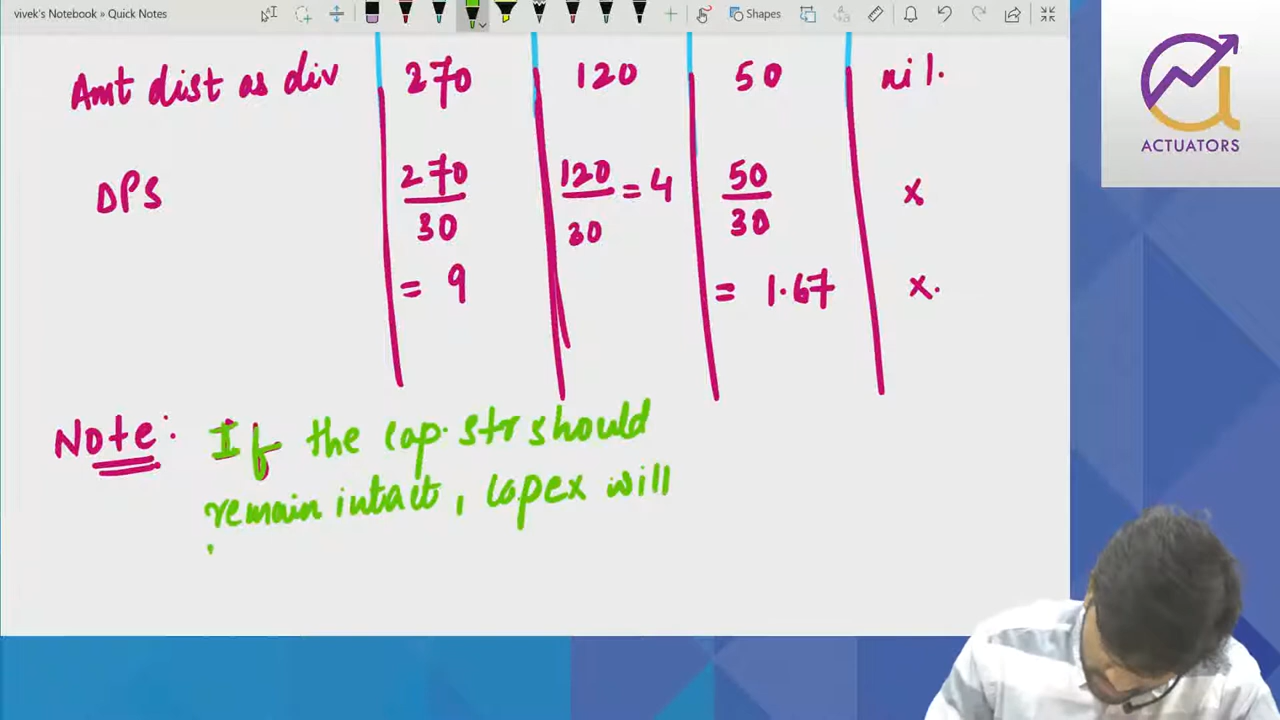 vivek's Notebook » Quick Notes
Shapes
ACTUATORS
Amt dist as div 270 120 50 nil.
DPS 270/30 120/30 = 4 50/30 x
= 9 = 1.67 x.
Note: If the cap. str should
remain intact, capex will